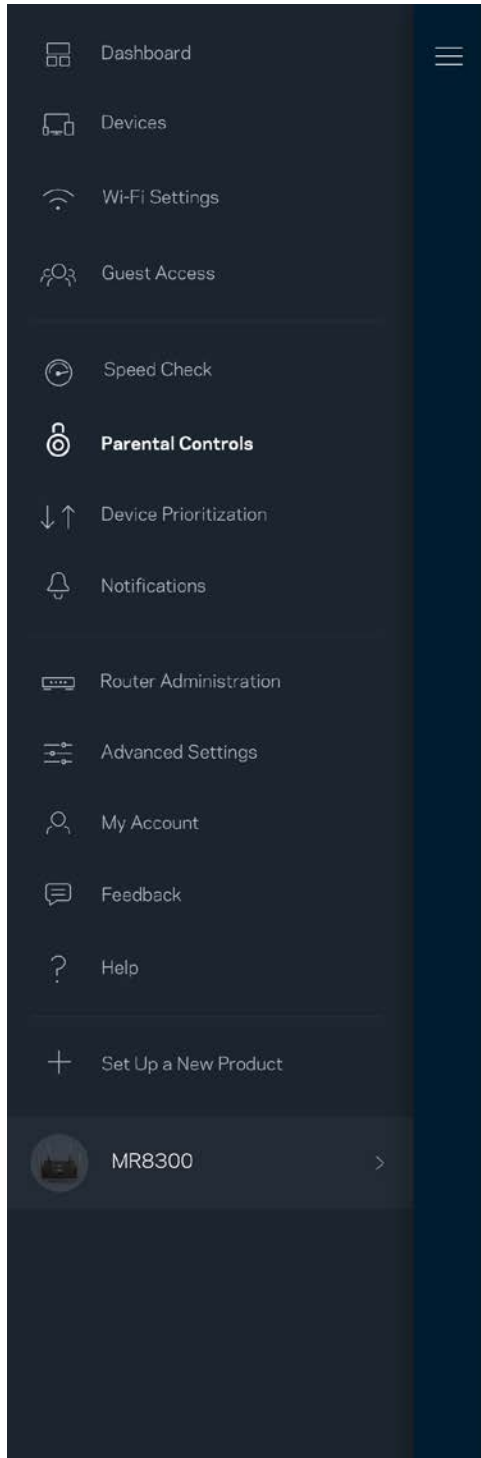 Dashboard
Devices
Wi-Fi Settings
Guest Access
Speed Check
Parental Controls
Device Prioritization
Notifications
Router Administration
Advanced Settings
My Account
Feedback
Help
Set Up a New Product
MR8300